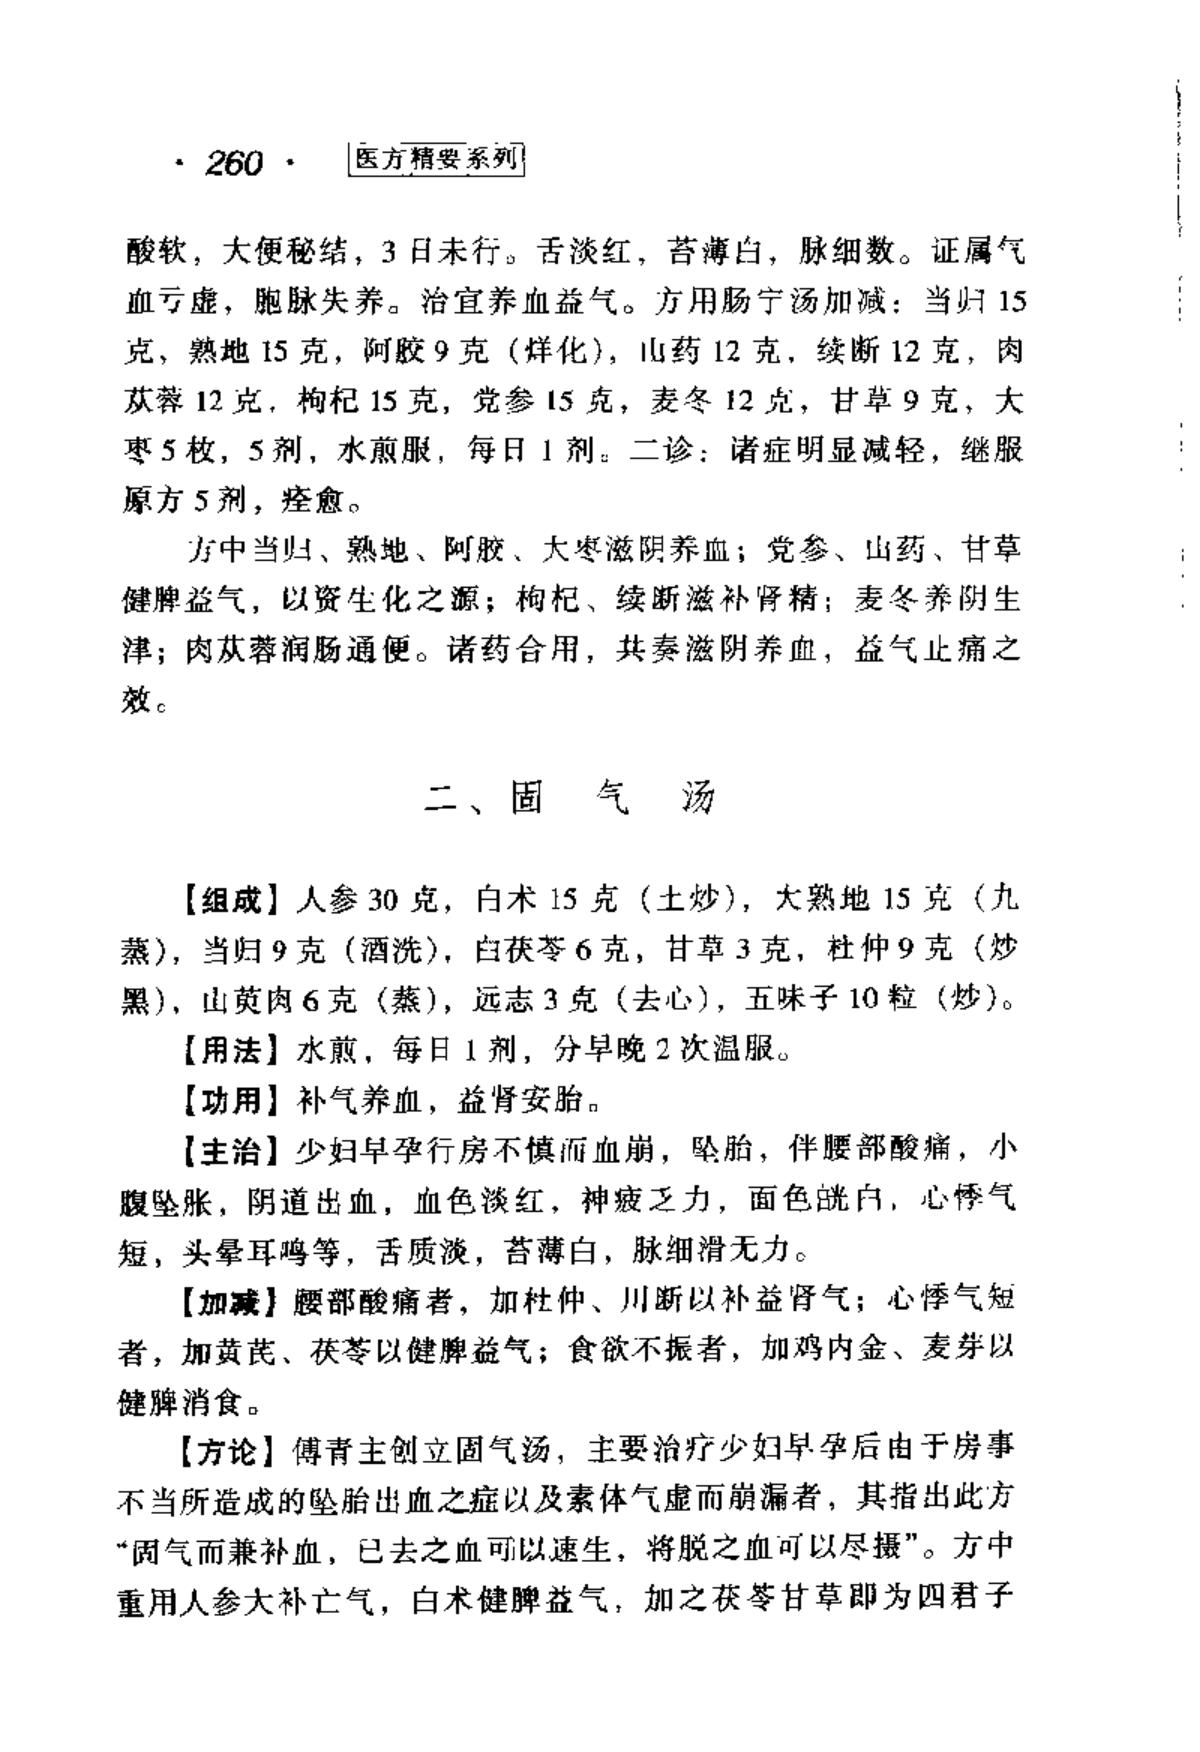 · 260 · 医方精要系列
酸软，大便秘结，3 日未行。舌淡红，苔薄白，脉细数。证属气
血亏虚，胞脉失养。治宜养血益气。方用肠宁汤加减：当归 15
克，熟地 15 克，阿胶 9 克（烊化），山药 12 克，续断 12 克，肉
苁蓉 12 克，枸杞 15 克，党参 15 克，麦冬 12 克，甘草 9 克，大
枣 5 枚，5 剂，水煎服，每日 1 剂。二诊：诸症明显减轻，继服
原方 5 剂，痊愈。
方中当归、熟地、阿胶、大枣滋阴养血；党参、山药、甘草
健脾益气，以资生化之源；枸杞、续断滋补肾精；麦冬养阴生
津；肉苁蓉润肠通便。诸药合用，共奏滋阴养血，益气止痛之
效。
二、固 气 汤
【组成】人参 30 克，白术 15 克（土炒），大熟地 15 克（九
蒸），当归 9 克（酒洗），白茯苓 6 克，甘草 3 克，杜仲 9 克（炒
黑），山萸肉 6 克（蒸），远志 3 克（去心），五味子 10 粒（炒）。
【用法】水煎，每日 1 剂，分早晚 2 次温服。
【功用】补气养血，益肾安胎。
【主治】少妇早孕行房不慎而血崩，坠胎，伴腰部酸痛，小
腹坠胀，阴道出血，血色淡红，神疲乏力，面色㿠白，心悸气
短，头晕耳鸣等，舌质淡，苔薄白，脉细滑无力。
【加减】腰部酸痛者，加杜仲、川断以补益肾气；心悸气短
者，加黄芪、茯苓以健脾益气；食欲不振者，加鸡内金、麦芽以
健脾消食。
【方论】傅青主创立固气汤，主要治疗少妇早孕后由于房事
不当所造成的坠胎出血之症以及素体气虚而崩漏者，其指出此方
“固气而兼补血，已去之血可以速生，将脱之血可以尽摄”。方中
重用人参大补亡气，白术健脾益气，加之茯苓甘草即为四君子